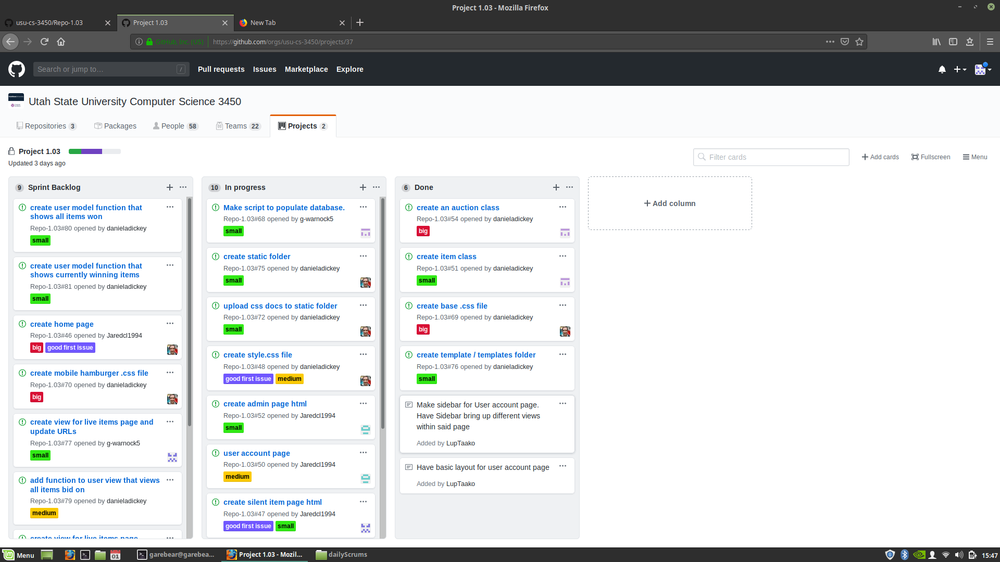 Project 1.03 - Mozilla Firefox
usu-cs-3450/Repo-1.03
Project 1.03
New Tab
GitHub, Inc. (US)
https://github.com/orgs/usu-cs-3450/projects/37
Search or jump to…
/
Pull requests
Issues
Marketplace
Explore
Utah State University Computer Science 3450
Repositories 3
Packages
People 58
Teams 22
Projects 2
Project 1.03
Updated 3 days ago
Filter cards
Add cards
Fullscreen
Menu
9 Sprint Backlog
create user model function that
shows all items won
Repo-1.03#80 opened by danieladickey
small
create user model function that
shows currently winning items
Repo-1.03#81 opened by danieladickey
small
create home page
Repo-1.03#46 opened by Jaredcl1994
big good first issue
create mobile hamburger .css file
Repo-1.03#70 opened by danieladickey
big
create view for live items page and
update URLs
Repo-1.03#77 opened by g-warnock5
small
add function to user view that views
all items bid on
Repo-1.03#79 opened by danieladickey
medium
create view for live items page
10 In progress
Make script to populate database.
Repo-1.03#68 opened by g-warnock5
small
create static folder
Repo-1.03#75 opened by danieladickey
small
upload css docs to static folder
Repo-1.03#72 opened by danieladickey
small
create style.css file
Repo-1.03#48 opened by danieladickey
good first issue medium
create admin page html
Repo-1.03#52 opened by Jaredcl1994
small
user account page
Repo-1.03#50 opened by Jaredcl1994
medium
create silent item page html
Repo-1.03#47 opened by Jaredcl1994
good first issue small
6 Done
create an auction class
Repo-1.03#54 opened by danieladickey
big
create item class
Repo-1.03#51 opened by danieladickey
small
create base .css file
Repo-1.03#69 opened by danieladickey
big
create template / templates folder
Repo-1.03#76 opened by danieladickey
small
Make sidebar for User account page.
Have Sidebar bring up different views
within said page
Added by LupTaako
Have basic layout for user account page
Added by LupTaako
Add column
Menu
01
garebear@garebea...
Project 1.03 - Mozil...
dailyScrums
15:47